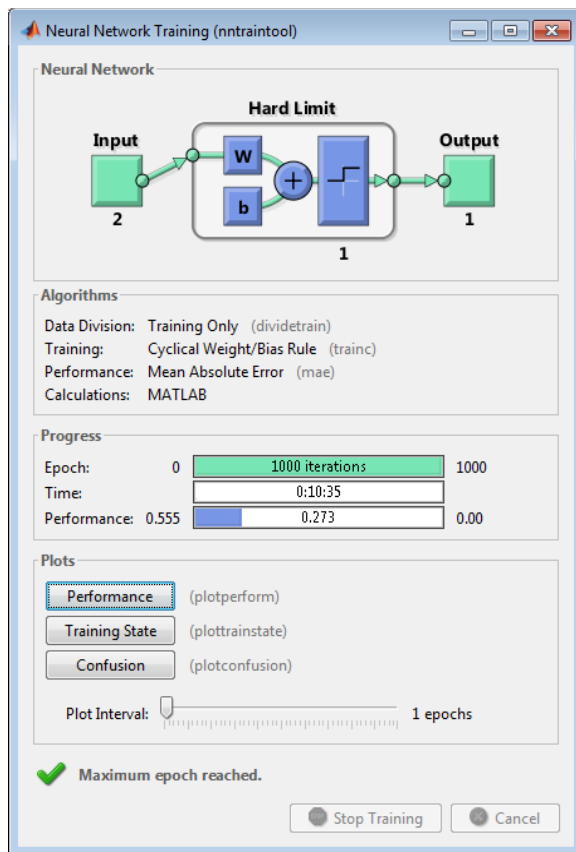 Neural Network Training (nntraintool)
Neural Network
Hard Limit
Input
Output
W
b
+
2
1
1
Algorithms
Data Division: Training Only (dividetrain)
Training: Cyclical Weight/Bias Rule (trainc)
Performance: Mean Absolute Error (mae)
Calculations: MATLAB
Progress
Epoch: 0 1000 iterations 1000
Time: 0:10:35
Performance: 0.555 0.273 0.00
Plots
Performance (plotperform)
Training State (plottrainstate)
Confusion (plotconfusion)
Plot Interval: 1 epochs
Maximum epoch reached.
Stop Training Cancel